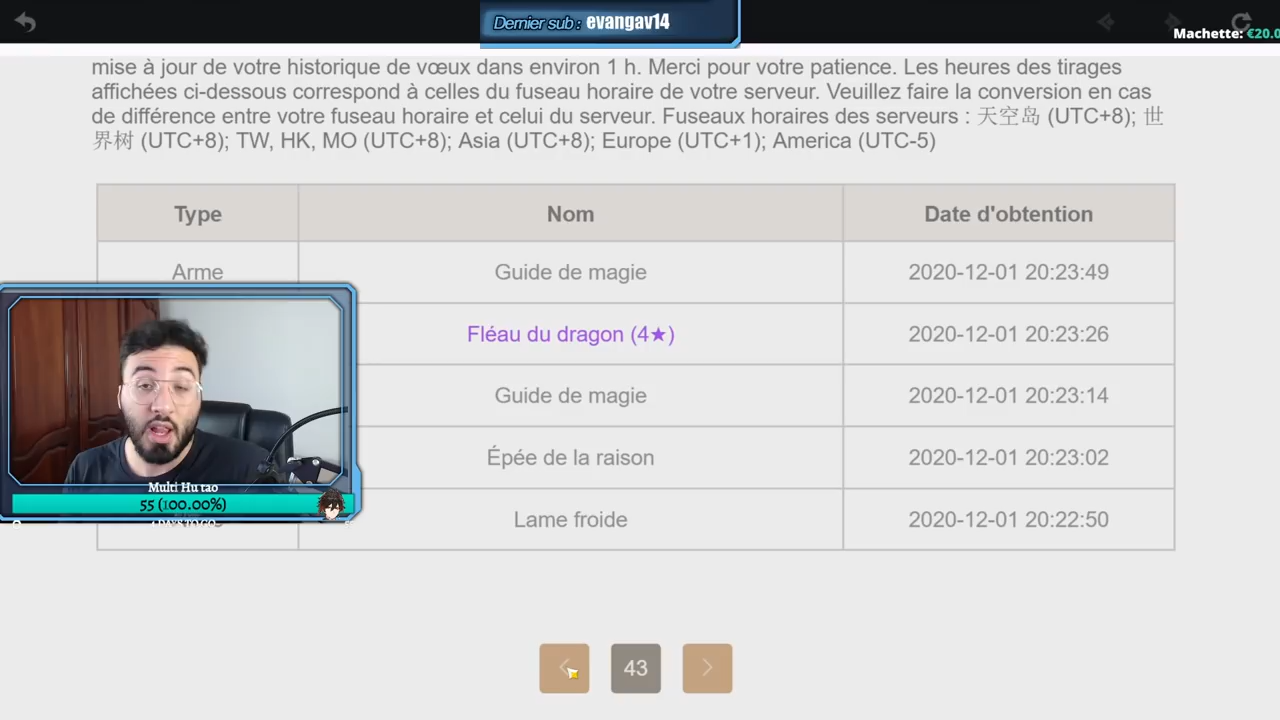 Dernier sub : evangav14
Machette: €20.0
mise à jour de votre historique de vœux dans environ 1 h. Merci pour votre patience. Les heures des tirages
affichées ci-dessous correspond à celles du fuseau horaire de votre serveur. Veuillez faire la conversion en cas
de différence entre votre fuseau horaire et celui du serveur. Fuseaux horaires des serveurs : 天空岛 (UTC+8); 世
界树 (UTC+8); TW, HK, MO (UTC+8); Asia (UTC+8); Europe (UTC+1); America (UTC-5)
Type Nom Date d'obtention
Arme Guide de magie 2020-12-01 20:23:49
Fléau du dragon (4★) 2020-12-01 20:23:26
Guide de magie 2020-12-01 20:23:14
Épée de la raison 2020-12-01 20:23:02
Lame froide 2020-12-01 20:22:50
Multi Hu tao
55 (100.00%)
43